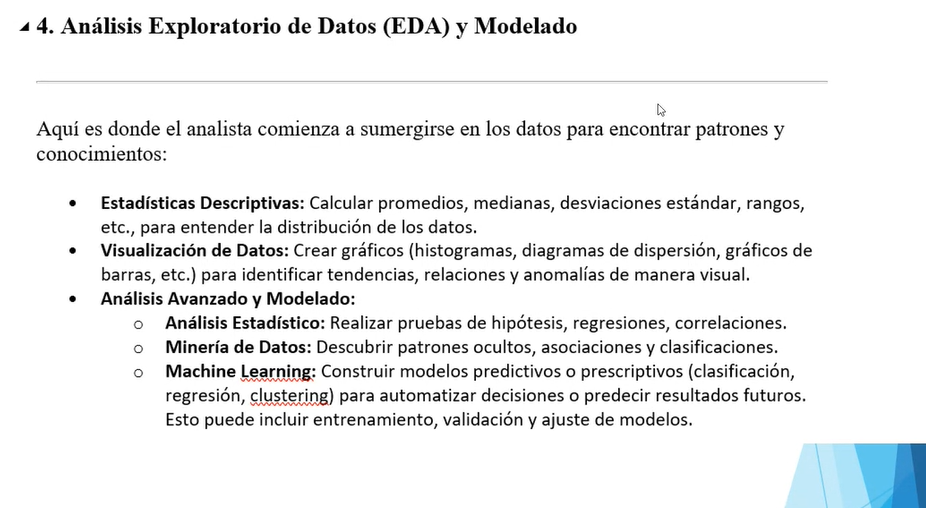 4. Análisis Exploratorio de Datos (EDA) y Modelado
Aquí es donde el analista comienza a sumergirse en los datos para encontrar patrones y
conocimientos:
• Estadísticas Descriptivas: Calcular promedios, medianas, desviaciones estándar, rangos,
etc., para entender la distribución de los datos.
• Visualización de Datos: Crear gráficos (histogramas, diagramas de dispersión, gráficos de
barras, etc.) para identificar tendencias, relaciones y anomalías de manera visual.
• Análisis Avanzado y Modelado:
o Análisis Estadístico: Realizar pruebas de hipótesis, regresiones, correlaciones.
o Minería de Datos: Descubrir patrones ocultos, asociaciones y clasificaciones.
o Machine Learning: Construir modelos predictivos o prescriptivos (clasificación,
regresión, clustering) para automatizar decisiones o predecir resultados futuros.
Esto puede incluir entrenamiento, validación y ajuste de modelos.